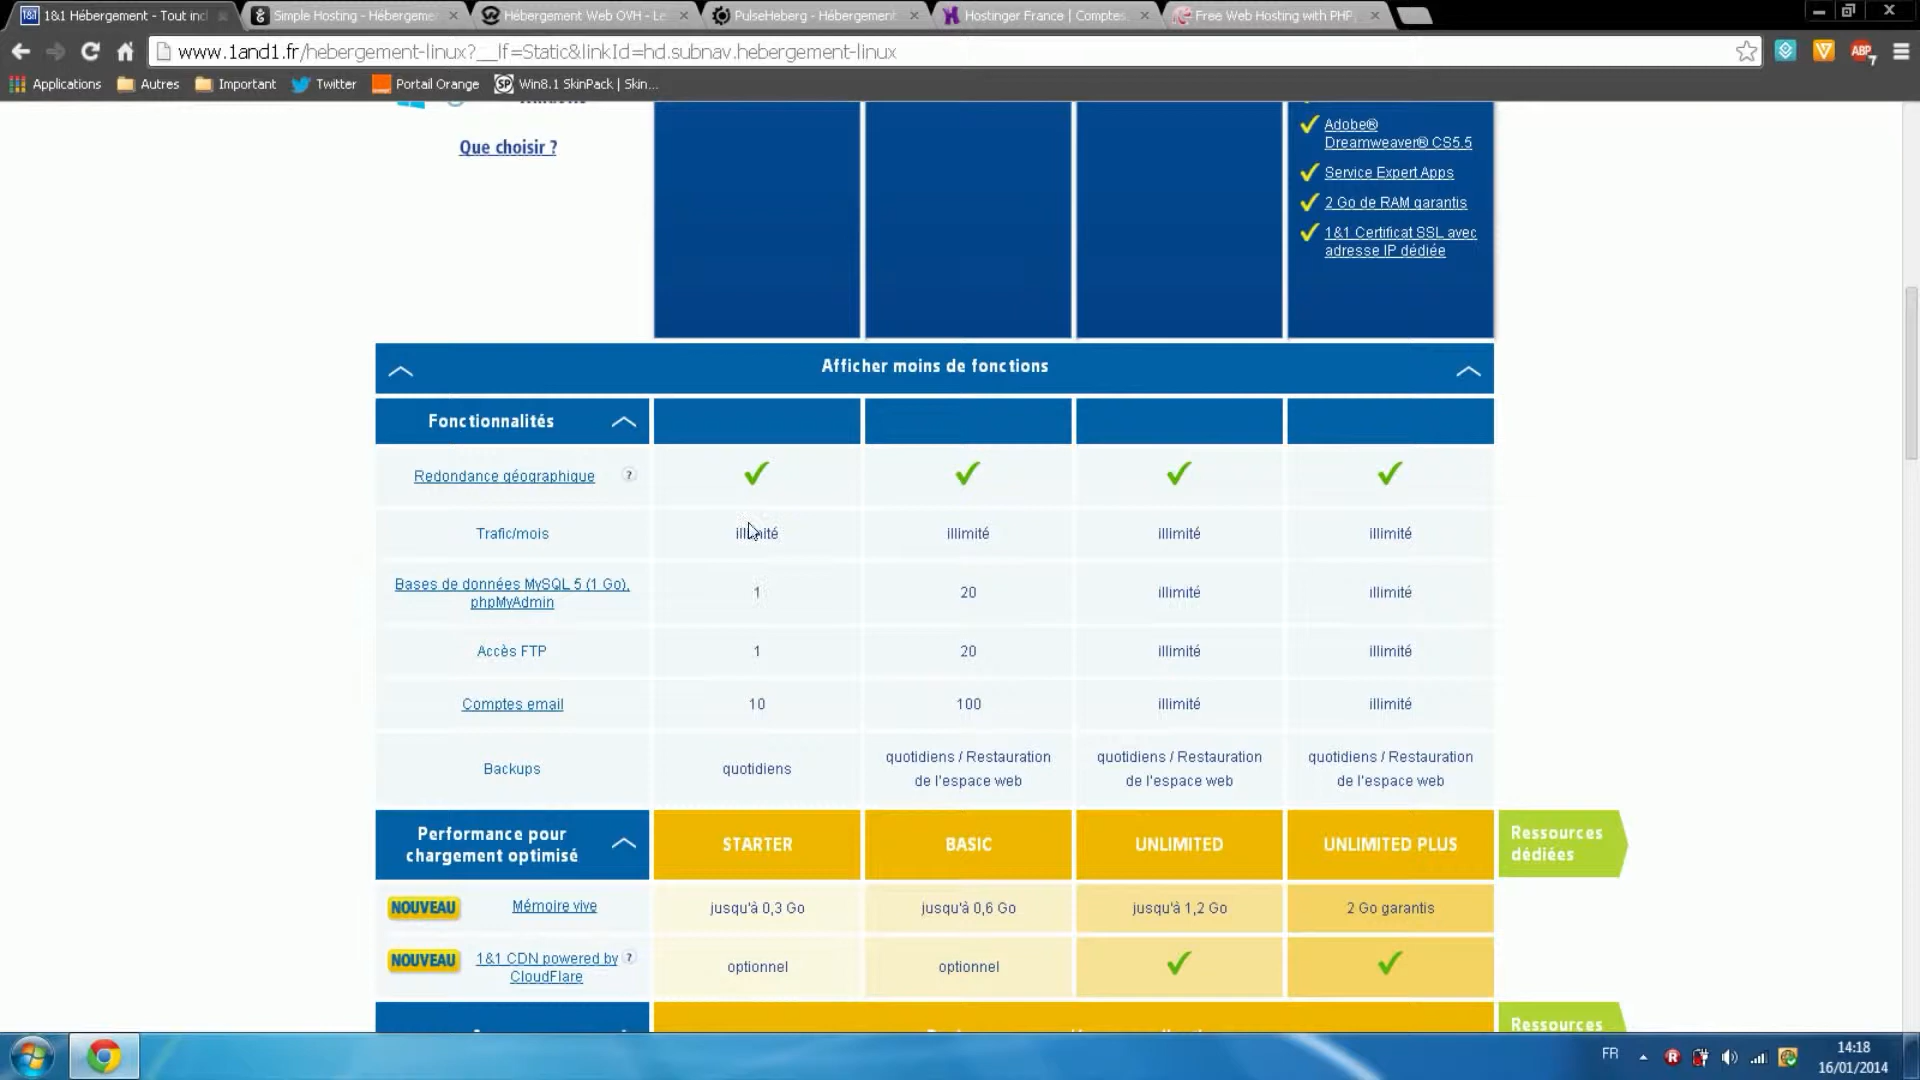 1&1 Hébergement - Tout incl
Simple Hosting - Hébergeme
Hébergement Web OVH - Le
PulseHeberg - Hébergement
Hostinger France | Comptes
Free Web Hosting with PHP,
www.1and1.fr/hebergement-linux?__lf=Static&linkId=hd.subnav.hebergement-linux
ABP 7
Applications Autres Important Twitter Portail Orange Win8.1 SkinPack | Skin...
Que choisir ?
Adobe®
Dreamweaver® CS5.5
Service Expert Apps
2 Go de RAM garantis
1&1 Certificat SSL avec
adresse IP dédiée
Afficher moins de fonctions
Fonctionnalités
Redondance géographique ?
Trafic/mois illimité illimité illimité illimité
Bases de données MySQL 5 (1 Go),
phpMyAdmin
1 20 illimité illimité
Accès FTP 1 20 illimité illimité
Comptes email 10 100 illimité illimité
Backups quotidiens
quotidiens / Restauration
de l'espace web
quotidiens / Restauration
de l'espace web
quotidiens / Restauration
de l'espace web
Performance pour
chargement optimisé
STARTER BASIC UNLIMITED UNLIMITED PLUS
Ressources
dédiées
NOUVEAU Mémoire vive jusqu'à 0,3 Go jusqu'à 0,6 Go jusqu'à 1,2 Go 2 Go garantis
NOUVEAU 1&1 CDN powered by ?
CloudFlare
optionnel optionnel
Ressources
FR
14:18
16/01/2014